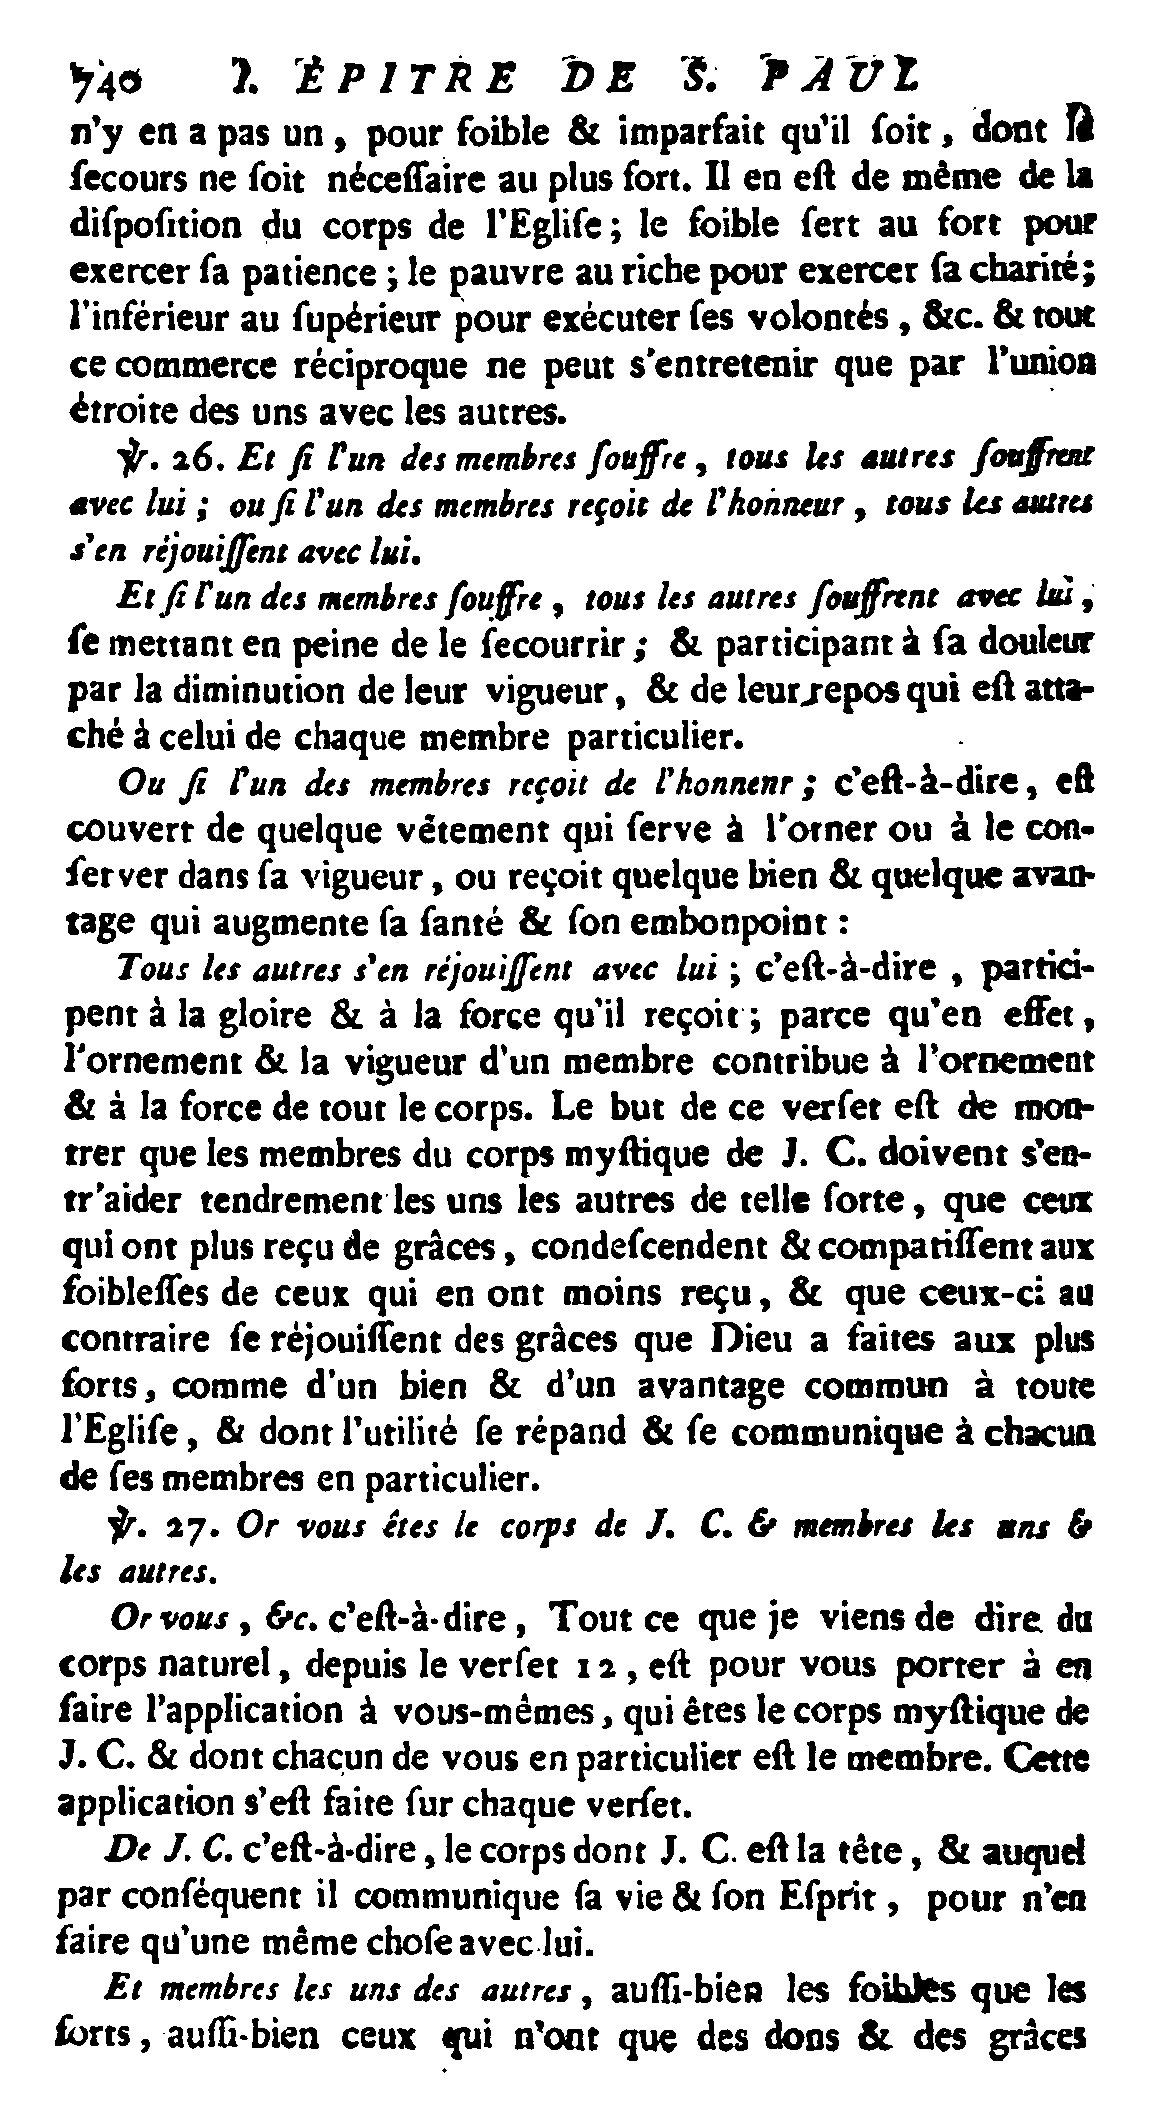 740 I. ÉPITRE DE S. PAUL
n'y en a pas un, pour foible & imparfait qu'il ſoit, dont le
ſecours ne ſoit néceſſaire au plus fort. Il en eſt de même de la
diſpoſition du corps de l'Egliſe; le foible ſert au fort pour
exercer ſa patience; le pauvre au riche pour exercer ſa charité;
l'inférieur au ſupérieur pour exécuter ſes volontés, &c. & tout
ce commerce réciproque ne peut s'entretenir que par l'union
étroite des uns avec les autres.
℣. 26. Et ſi l'un des membres ſouffre, tous les autres ſouffrent
avec lui; ou ſi l'un des membres reçoit de l'honneur, tous les autres
s'en réjouiſſent avec lui.
Et ſi l'un des membres ſouffre, tous les autres ſouffrent avec lui,
ſe mettant en peine de le ſecourrir; & participant à ſa douleur
par la diminution de leur vigueur, & de leur repos qui eſt atta-
ché à celui de chaque membre particulier.
Ou ſi l'un des membres reçoit de l'honnenr; c'eſt-à-dire, eſt
couvert de quelque vêtement qui ſerve à l'orner ou à le con-
ſerver dans ſa vigueur, ou reçoit quelque bien & quelque avan-
tage qui augmente ſa ſanté & ſon embonpoint:
Tous les autres s'en réjouiſſent avec lui; c'eſt-à-dire, partici-
pent à la gloire & à la force qu'il reçoit; parce qu'en effet,
l'ornement & la vigueur d'un membre contribue à l'ornement
& à la force de tout le corps. Le but de ce verſet eſt de mon-
trer que les membres du corps myſtique de J. C. doivent s'en-
tr'aider tendrement les uns les autres de telle ſorte, que ceux
qui ont plus reçu de grâces, condeſcendent & compatiſſent aux
foibleſſes de ceux qui en ont moins reçu, & que ceux-ci au
contraire ſe réjouiſſent des grâces que Dieu a faites aux plus
forts, comme d'un bien & d'un avantage commun à toute
l'Egliſe, & dont l'utilité ſe répand & ſe communique à chacun
de ſes membres en particulier.
℣. 27. Or vous êtes le corps de J. C. & membres les uns &
les autres.
Or vous, &c. c'eſt-à-dire, Tout ce que je viens de dire du
corps naturel, depuis le verſet 12, eſt pour vous porter à en
faire l'application à vous-mêmes, qui êtes le corps myſtique de
J. C. & dont chacun de vous en particulier eſt le membre. Cette
application s'eſt faite ſur chaque verſet.
De J. C. c'eſt-à-dire, le corps dont J. C. eſt la tête, & auquel
par conſéquent il communique ſa vie & ſon Eſprit, pour n'en
faire qu'une même choſe avec lui.
Et membres les uns des autres, auſſi-bien les foibles que les
forts, auſſi-bien ceux qui n'ont que des dons & des grâces